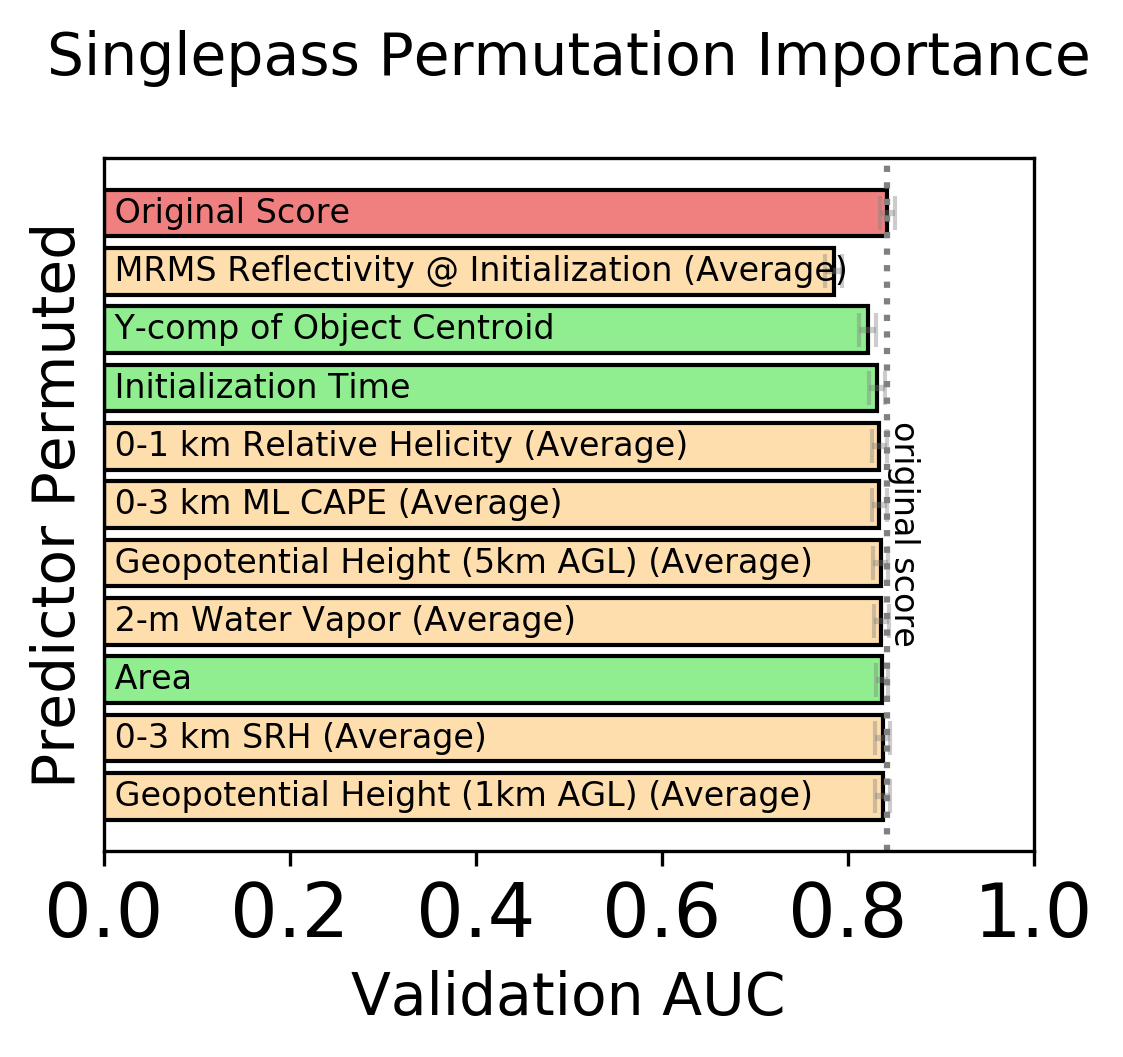 Singlepass Permutation Importance
Predictor Permuted
Original Score
MRMS Reflectivity @ Initialization (Average)
Y-comp of Object Centroid
Initialization Time
0-1 km Relative Helicity (Average)
0-3 km ML CAPE (Average)
Geopotential Height (5km AGL) (Average)
2-m Water Vapor (Average)
Area
0-3 km SRH (Average)
Geopotential Height (1km AGL) (Average)
original score
0.0 0.2 0.4 0.6 0.8 1.0
Validation AUC